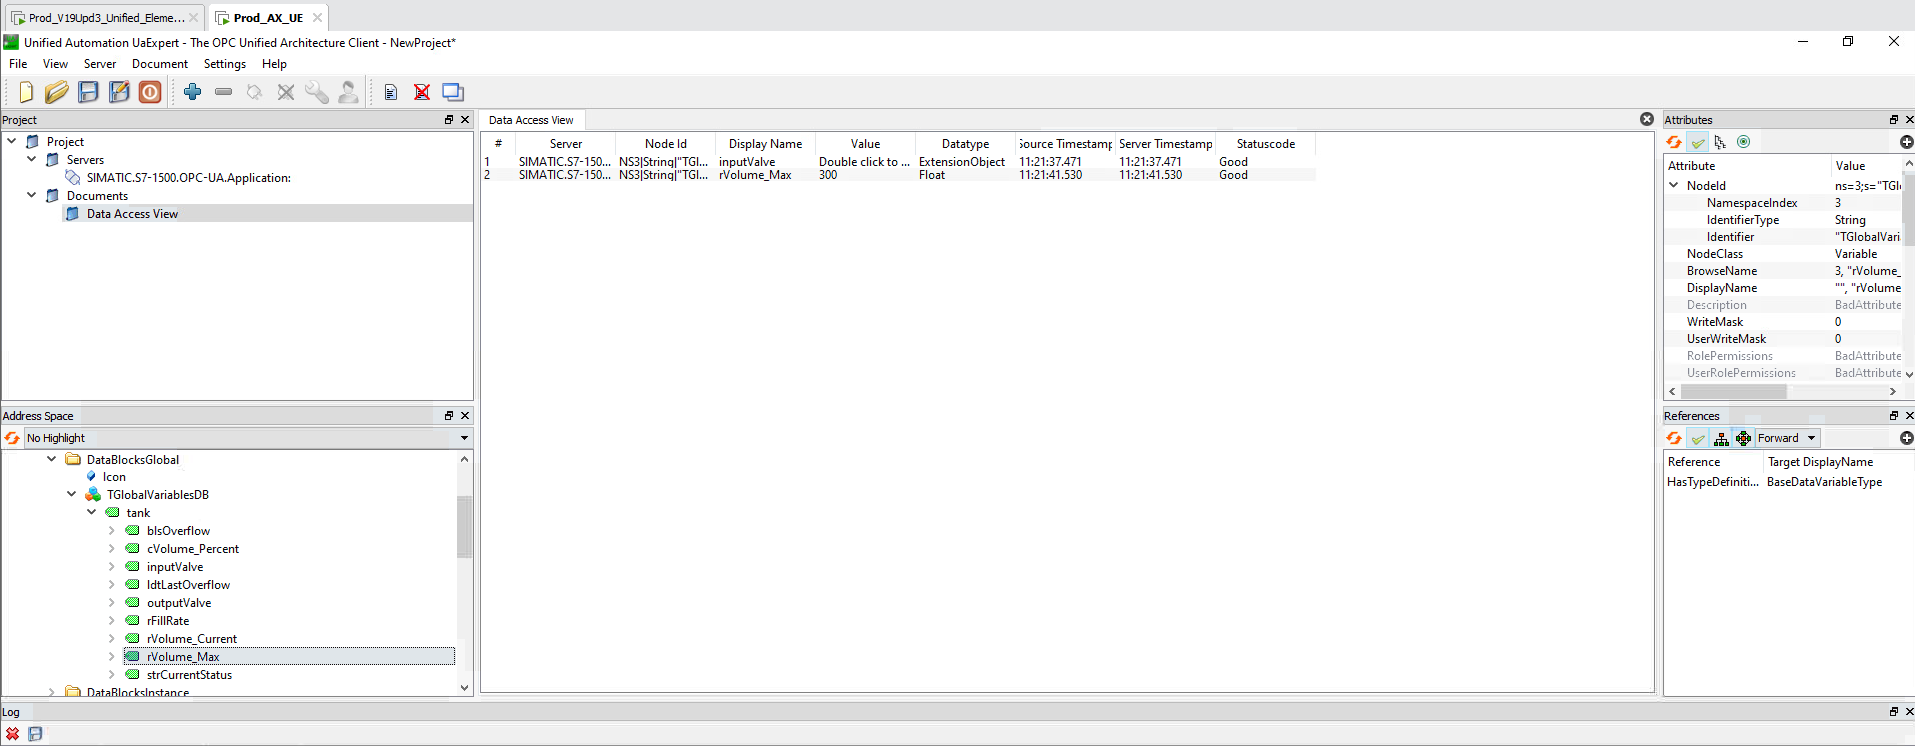 Prod_V19Upd3_Unified_Eleme...
Prod_AX_UE
Unified Automation UaExpert - The OPC Unified Architecture Client - NewProject*
File View Server Document Settings Help
Project
Project
Servers
SIMATIC.S7-1500.OPC-UA.Application:
Documents
Data Access View
Address Space
No Highlight
DataBlocksGlobal
Icon
TGlobalVariablesDB
tank
bIsOverflow
cVolume_Percent
inputValve
ldtLastOverflow
outputValve
rFillRate
rVolume_Current
rVolume_Max
strCurrentStatus
DataBlocksInstance
Data Access View
# Server Node Id Display Name Value Datatype Source Timestamp Server Timestamp Statuscode
1 SIMATIC.S7-150... NS3|String|"TGl... inputValve Double click to ... ExtensionObject 11:21:37.471 11:21:37.471 Good
2 SIMATIC.S7-150... NS3|String|"TGl... rVolume_Max 300 Float 11:21:41.530 11:21:41.530 Good
Attributes
Attribute Value
NodeId ns=3;s="TGl
NamespaceIndex 3
IdentifierType String
Identifier "TGlobalVari
NodeClass Variable
BrowseName 3, "rVolume_
DisplayName "", "rVolume
Description BadAttribute
WriteMask 0
UserWriteMask 0
RolePermissions BadAttribute
UserRolePermissions BadAttribute
References
Forward
Reference Target DisplayName
HasTypeDefiniti... BaseDataVariableType
Log